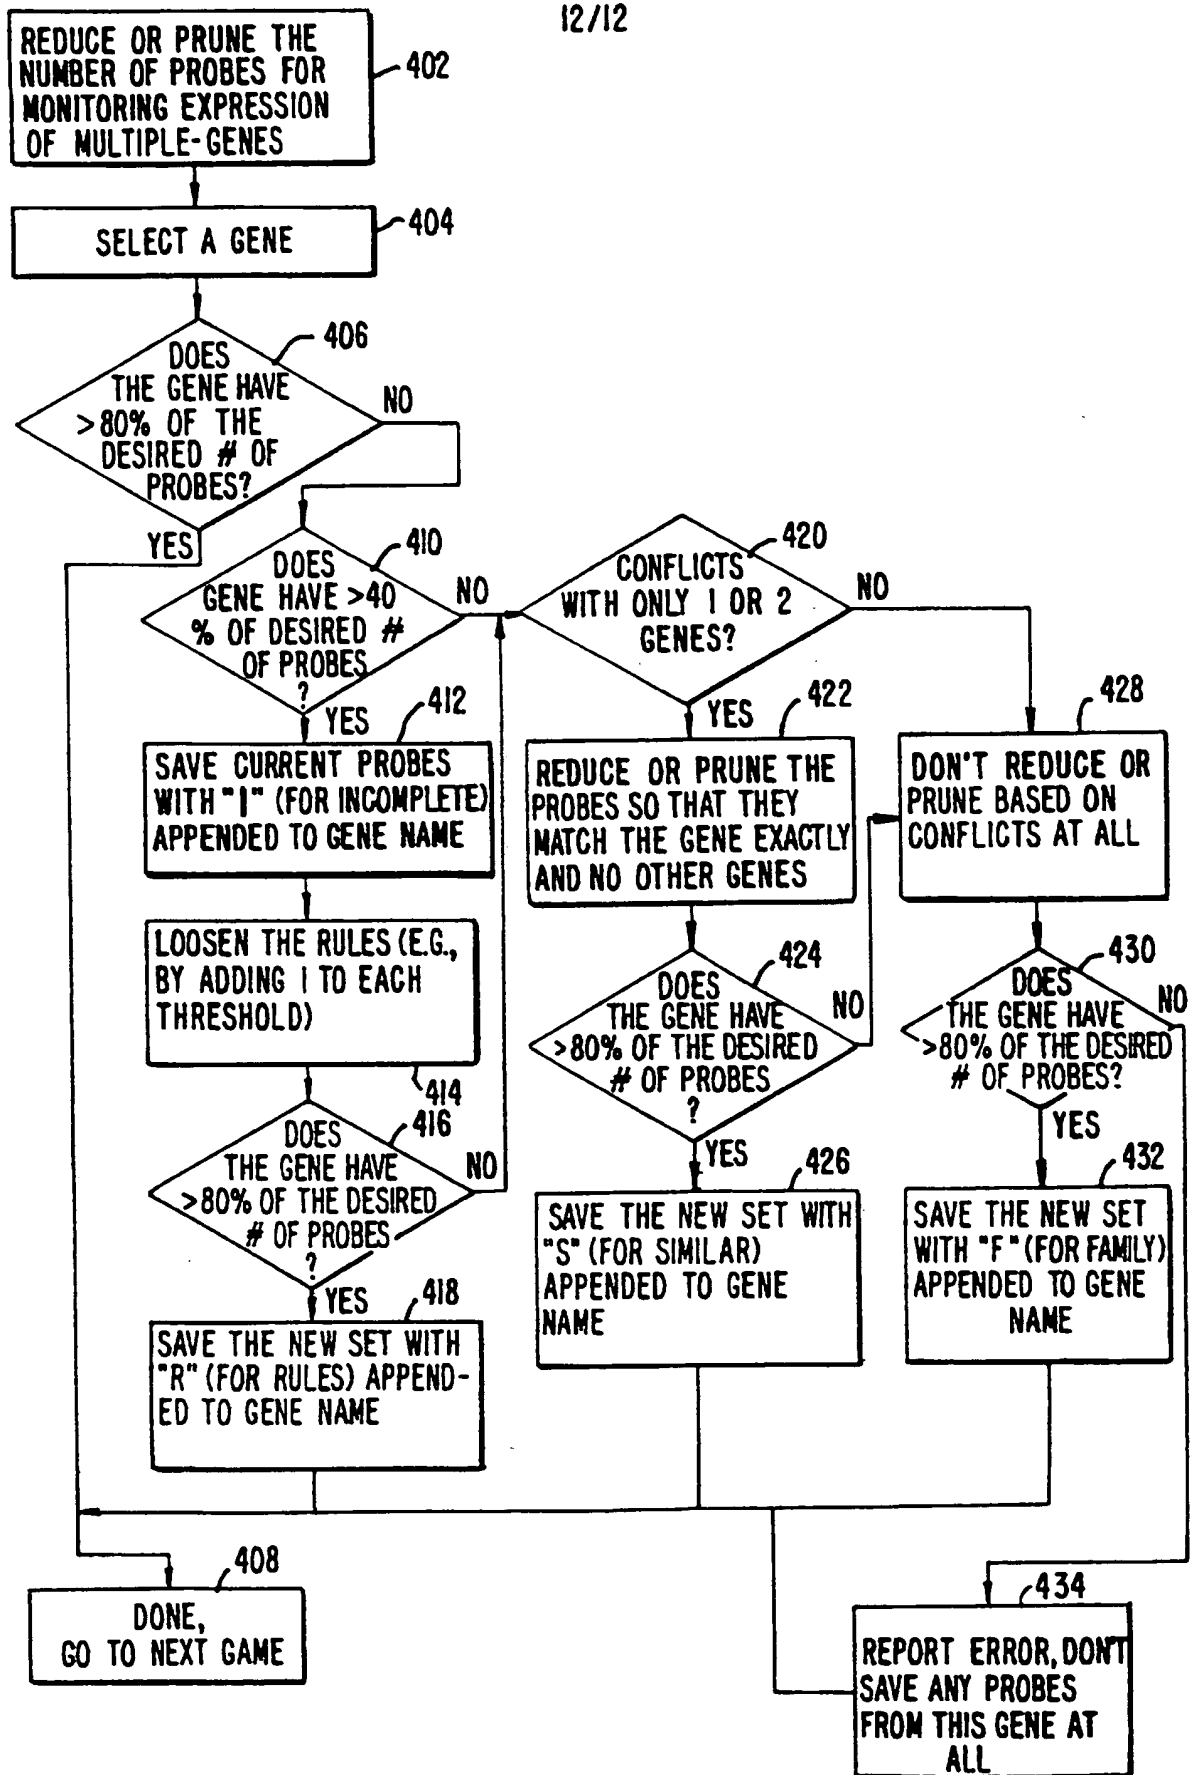 12/12
REDUCE OR PRUNE THE
NUMBER OF PROBES FOR
MONITORING EXPRESSION
OF MULTIPLE-GENES
402
SELECT A GENE
404
DOES
THE GENE HAVE
>80% OF THE
DESIRED # OF
PROBES?
406
NO
YES
DOES
GENE HAVE >40
% OF DESIRED #
OF PROBES
?
410
NO
YES
SAVE CURRENT PROBES
WITH "I" (FOR INCOMPLETE)
APPENDED TO GENE NAME
412
LOOSEN THE RULES (E.G.,
BY ADDING 1 TO EACH
THRESHOLD)
414
DOES
THE GENE HAVE
>80% OF THE DESIRED
# OF PROBES
?
416
NO
YES
SAVE THE NEW SET WITH
"R" (FOR RULES) APPEND-
ED TO GENE NAME
418
CONFLICTS
WITH ONLY 1 OR 2
GENES?
420
NO
YES
REDUCE OR PRUNE THE
PROBES SO THAT THEY
MATCH THE GENE EXACTLY
AND NO OTHER GENES
422
DOES
THE GENE HAVE
>80% OF THE DESIRED
# OF PROBES
?
424
NO
YES
SAVE THE NEW SET WITH
"S" (FOR SIMILAR)
APPENDED TO GENE
NAME
426
DON'T REDUCE OR
PRUNE BASED ON
CONFLICTS AT ALL
428
DOES
THE GENE HAVE
>80% OF THE DESIRED
# OF PROBES?
430
NO
YES
SAVE THE NEW SET
WITH "F" (FOR FAMILY)
APPENDED TO GENE
NAME
432
DONE,
GO TO NEXT GAME
408
REPORT ERROR, DON'T
SAVE ANY PROBES
FROM THIS GENE AT
ALL
434